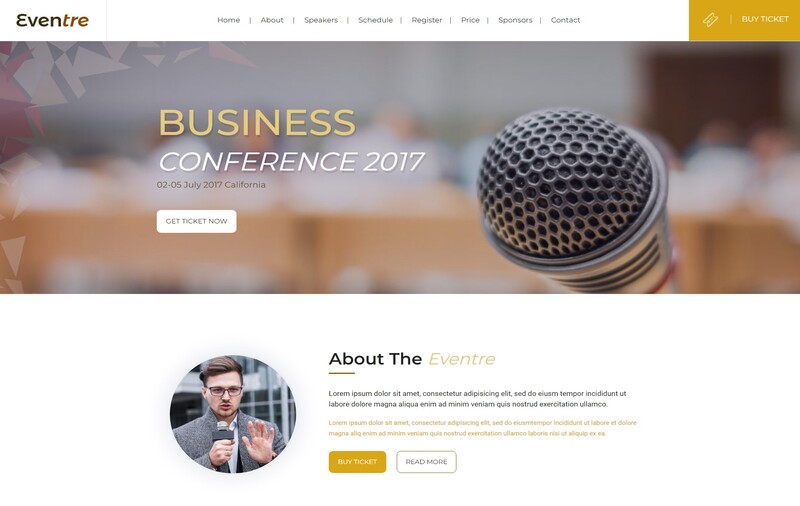 Eventre
Home | About | Speakers | Schedule | Register | Price | Sponsors | Contact
| BUY TICKET
BUSINESS
CONFERENCE 2017
02-05 July 2017 California
GET TICKET NOW
About The Eventre
Lorem ipsum dolor sit amet, consectetur adipisicing elit, sed do eiusm tempor incididunt ut
labore dolore magna aliqua enim ad minim veniam quis nostrud exercitation ullamco.
Lorem ipsum dolor sit amet, consectetur adipisicing elit, sed do eiusmtempor incididunt ut labore et dolore
magna aliq enim ad minim veniam quis nostrud exercitation ullamco laboris nisi ut aliquip ex ea.
BUY TICKET
READ MORE